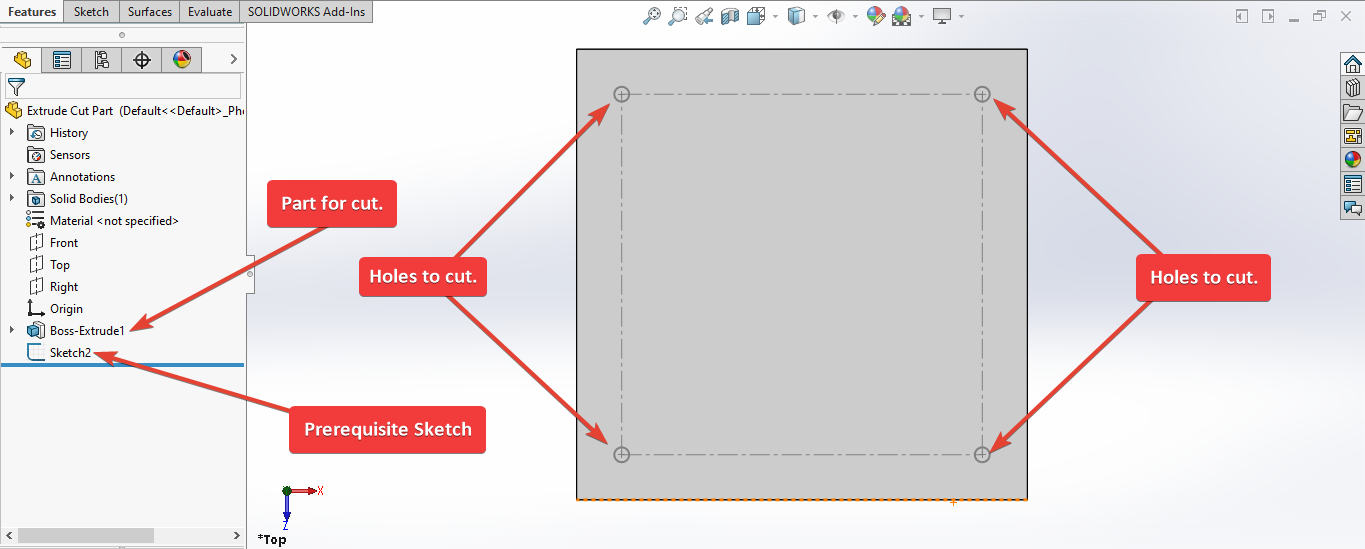 Features Sketch Surfaces Evaluate SOLIDWORKS Add-Ins
Extrude Cut Part (Default<<Default>_Pho
History
Sensors
Annotations
Solid Bodies(1)
Material <not specified>
Front
Top
Right
Origin
Boss-Extrude1
Sketch2
Part for cut.
Holes to cut.
Holes to cut.
Prerequisite Sketch
X
Z
*Top